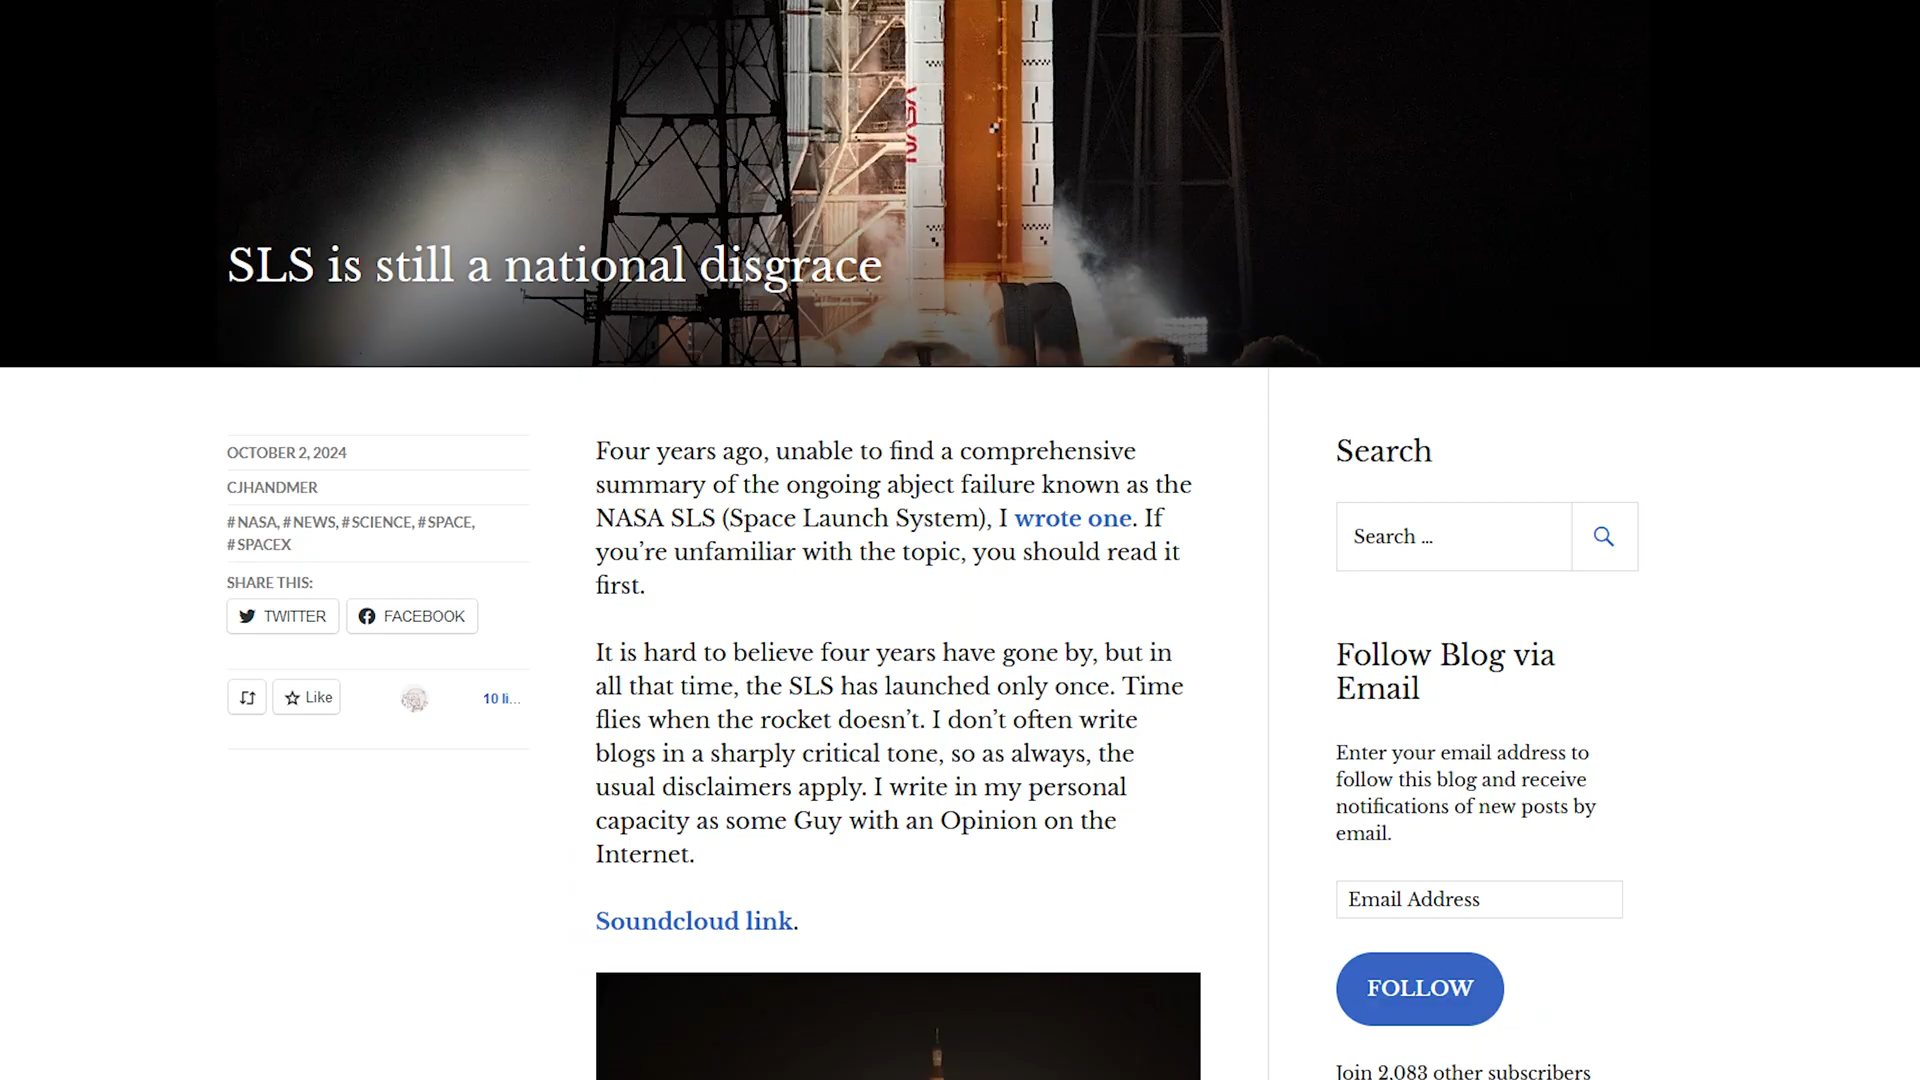 NASA
SLS is still a national disgrace
OCTOBER 2, 2024
CJHANDMER
# NASA, # NEWS, # SCIENCE, # SPACE,
# SPACEX
SHARE THIS:
TWITTER
FACEBOOK
Like
10 li...
Four years ago, unable to find a comprehensive
summary of the ongoing abject failure known as the
NASA SLS (Space Launch System), I wrote one. If
you’re unfamiliar with the topic, you should read it
first.
It is hard to believe four years have gone by, but in
all that time, the SLS has launched only once. Time
flies when the rocket doesn’t. I don’t often write
blogs in a sharply critical tone, so as always, the
usual disclaimers apply. I write in my personal
capacity as some Guy with an Opinion on the
Internet.
Soundcloud link.
Search
Search …
Follow Blog via
Email
Enter your email address to
follow this blog and receive
notifications of new posts by
email.
Email Address
FOLLOW
Join 2,083 other subscribers